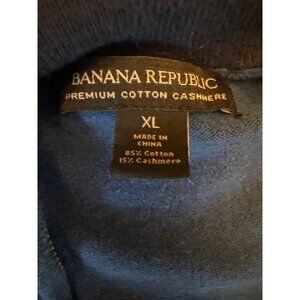 BANANA REPUBLIC
PREMIUM COTTON CASHMERE
XL
MADE IN
CHINA
85% Cotton
15% Cashmere